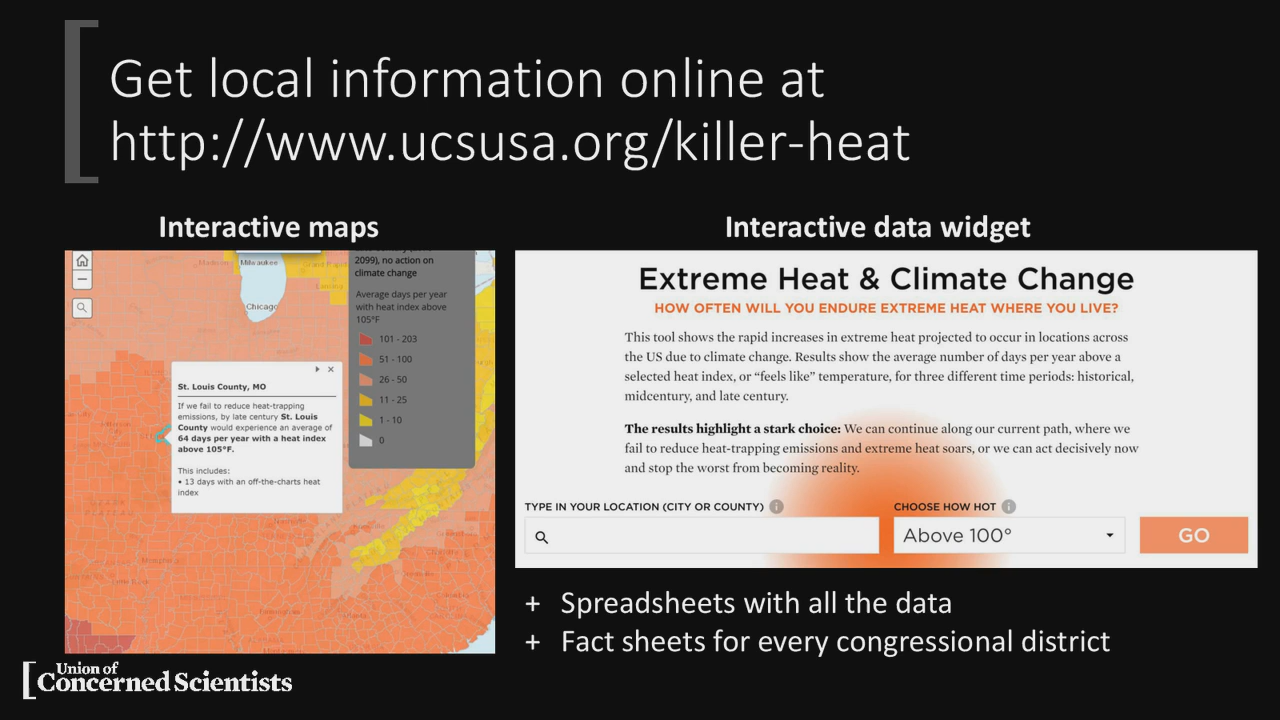 Get local information online at
http://www.ucsusa.org/killer-heat
Interactive maps
Interactive data widget
Madison
Milwaukee
Grand Rapids
Lansing
Chicago
2099), no action on
climate change
Average days per year
with heat index above
105°F
101 - 203
51 - 100
26 - 50
11 - 25
1 - 10
0
St. Louis County, MO
If we fail to reduce heat-trapping
emissions, by late century St. Louis
County would experience an average of
64 days per year with a heat index
above 105°F.
This includes:
• 13 days with an off-the-charts heat
index
Memphis
Extreme Heat & Climate Change
HOW OFTEN WILL YOU ENDURE EXTREME HEAT WHERE YOU LIVE?
This tool shows the rapid increases in extreme heat projected to occur in locations across
the US due to climate change. Results show the average number of days per year above a
selected heat index, or “feels like” temperature, for three different time periods: historical,
midcentury, and late century.
The results highlight a stark choice: We can continue along our current path, where we
fail to reduce heat-trapping emissions and extreme heat soars, or we can act decisively now
and stop the worst from becoming reality.
TYPE IN YOUR LOCATION (CITY OR COUNTY) i
CHOOSE HOW HOT i
Above 100°
GO
+ Spreadsheets with all the data
+ Fact sheets for every congressional district
Union of
Concerned Scientists